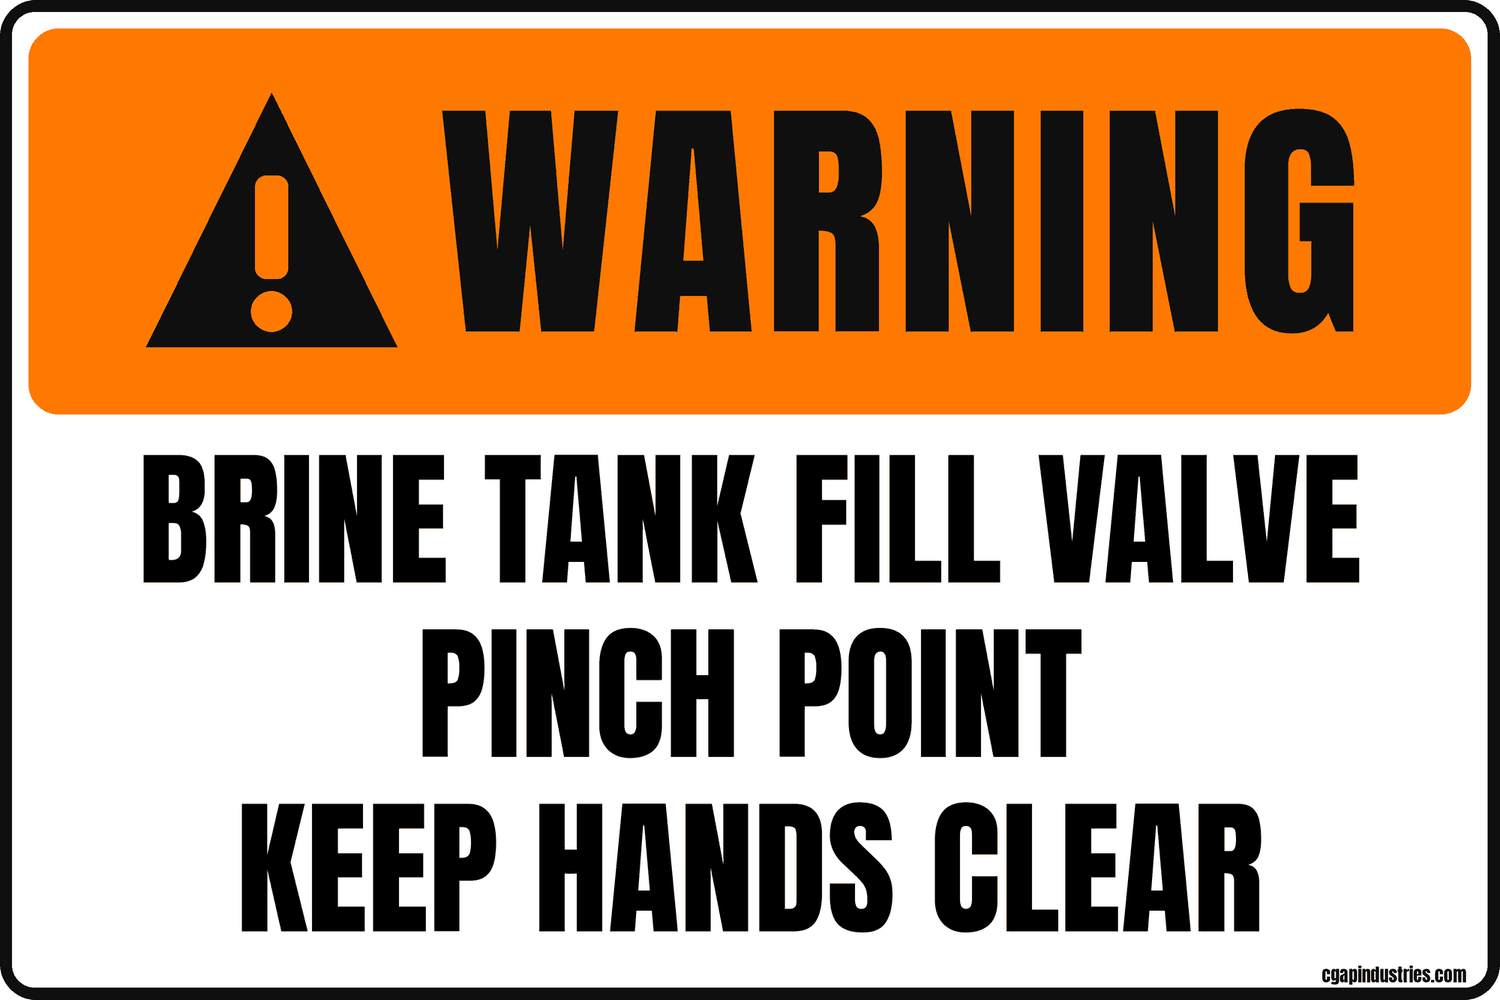 WARNING
BRINE TANK FILL VALVE
PINCH POINT
KEEP HANDS CLEAR
cgapindustries.com